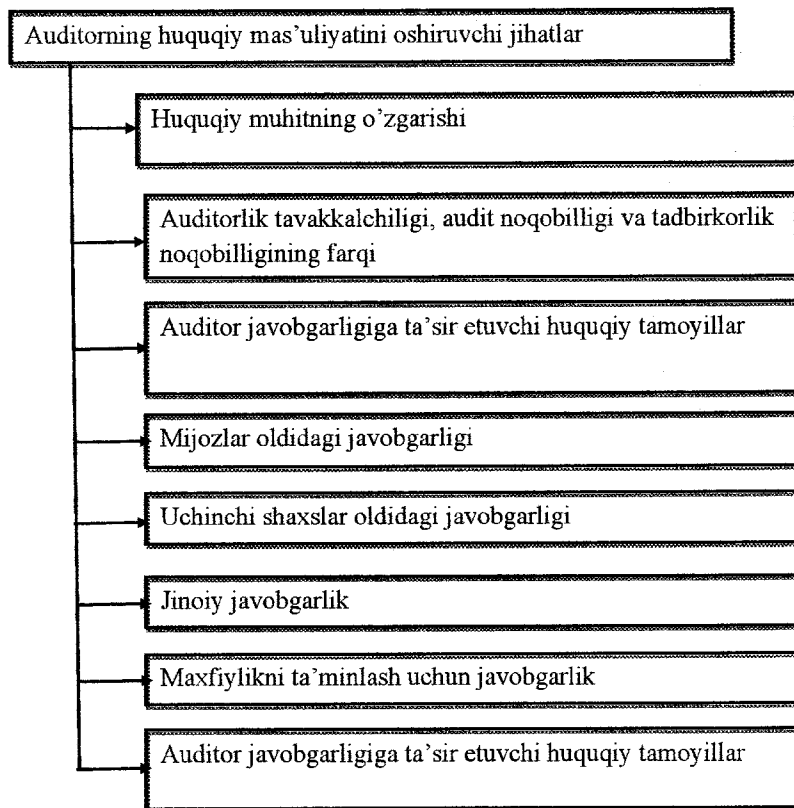 Auditorning huquqiy mas’uliyatini oshiruvchi jihatlar
Huquqiy muhitning o’zgarishi
Auditorlik tavakkalchiligi, audit noqobilligi va tadbirkorlik
noqobilligining farqi
Auditor javobgarligiga ta’sir etuvchi huquqiy tamoyillar
Mijozlar oldidagi javobgarligi
Uchinchi shaxslar oldidagi javobgarligi
Jinoiy javobgarlik
Maxfiylikni ta’minlash uchun javobgarlik
Auditor javobgarligiga ta’sir etuvchi huquqiy tamoyillar